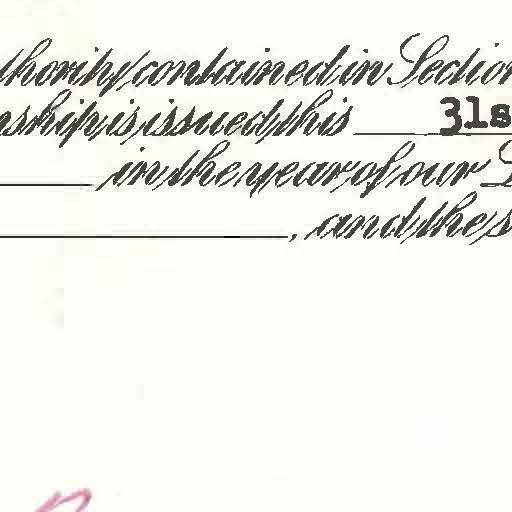 thority contained in Section
nship is issued this 31s
in the year of our L
, and the s